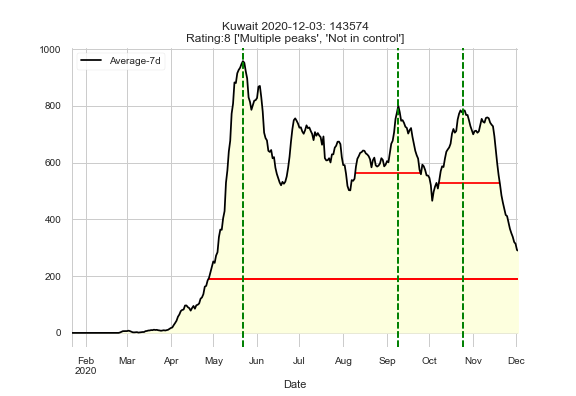 Kuwait 2020-12-03: 143574
Rating:8 ['Multiple peaks', 'Not in control']
Average-7d
1000
800
600
400
200
0
Feb Mar Apr May Jun Jul Aug Sep Oct Nov Dec
2020
Date